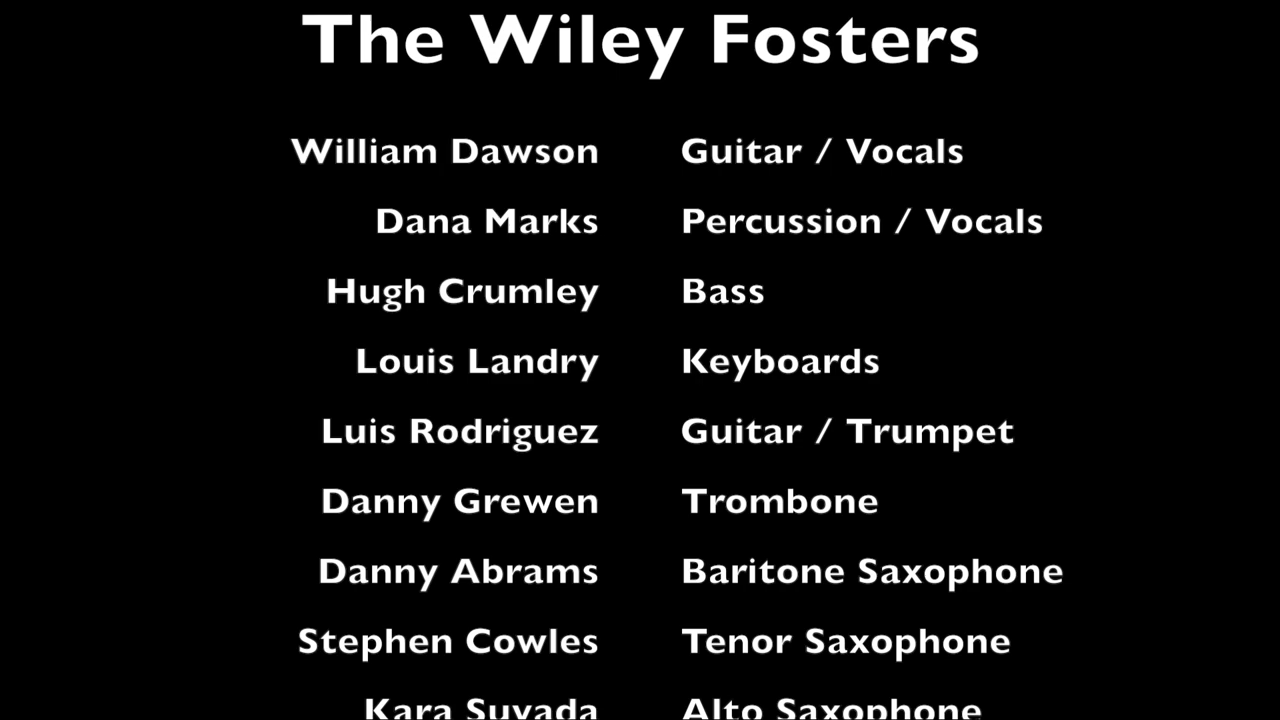 The Wiley Fosters
William Dawson Guitar / Vocals
Dana Marks Percussion / Vocals
Hugh Crumley Bass
Louis Landry Keyboards
Luis Rodriguez Guitar / Trumpet
Danny Grewen Trombone
Danny Abrams Baritone Saxophone
Stephen Cowles Tenor Saxophone
Kara Suvada Alto Saxophone